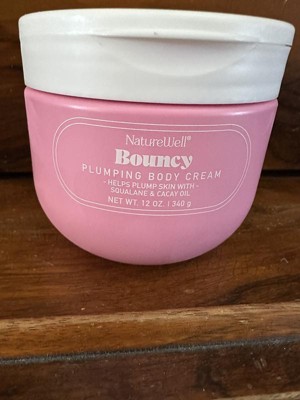 NATUREWELL®
Bouncy
PLUMPING BODY CREAM
- HELPS PLUMP SKIN WITH -
SQUALANE & CACAY OIL
NET WT. 12 OZ. | 340 g